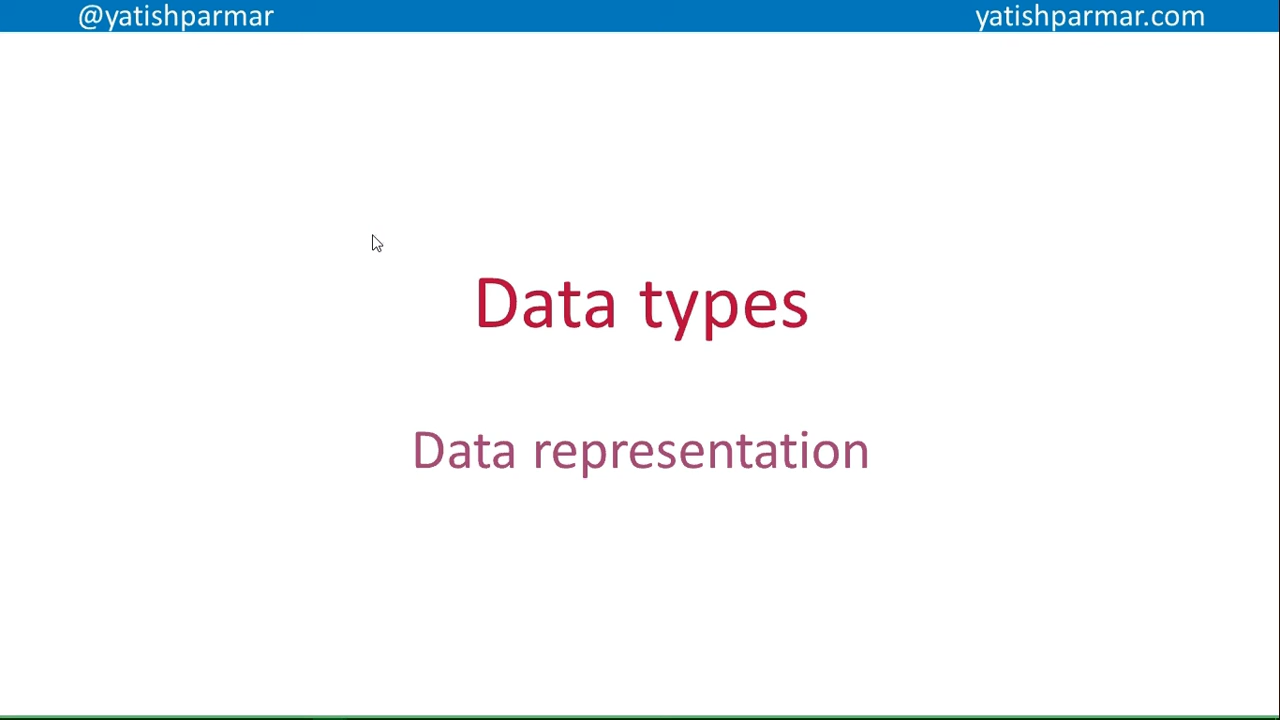 @yatishparmar
yatishparmar.com
Data types
Data representation